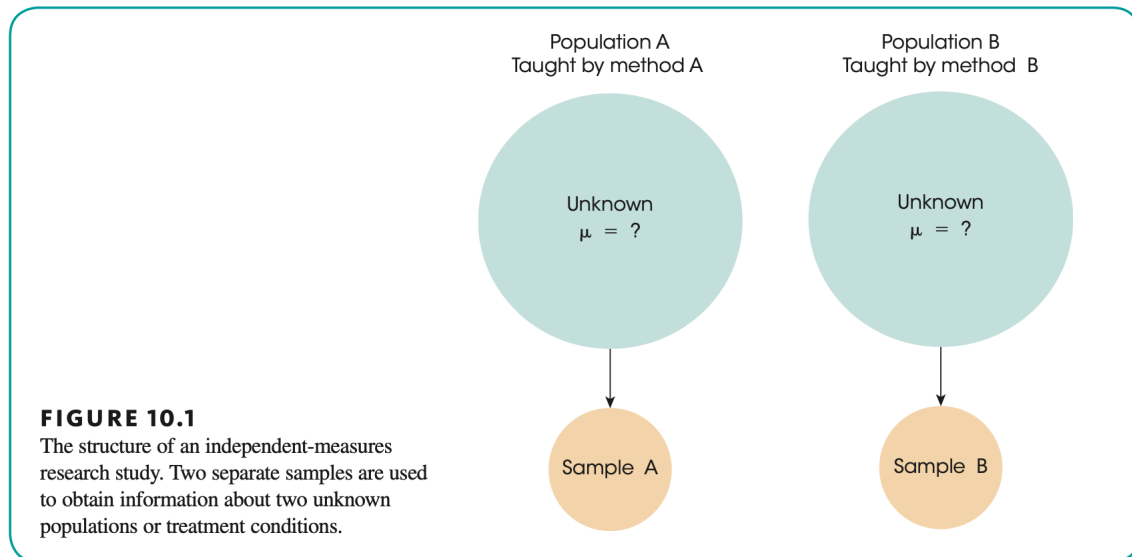 Population A
Taught by method A
Population B
Taught by method B
Unknown
μ = ?
Unknown
μ = ?
Sample A
Sample B
FIGURE 10.1
The structure of an independent-measures
research study. Two separate samples are used
to obtain information about two unknown
populations or treatment conditions.